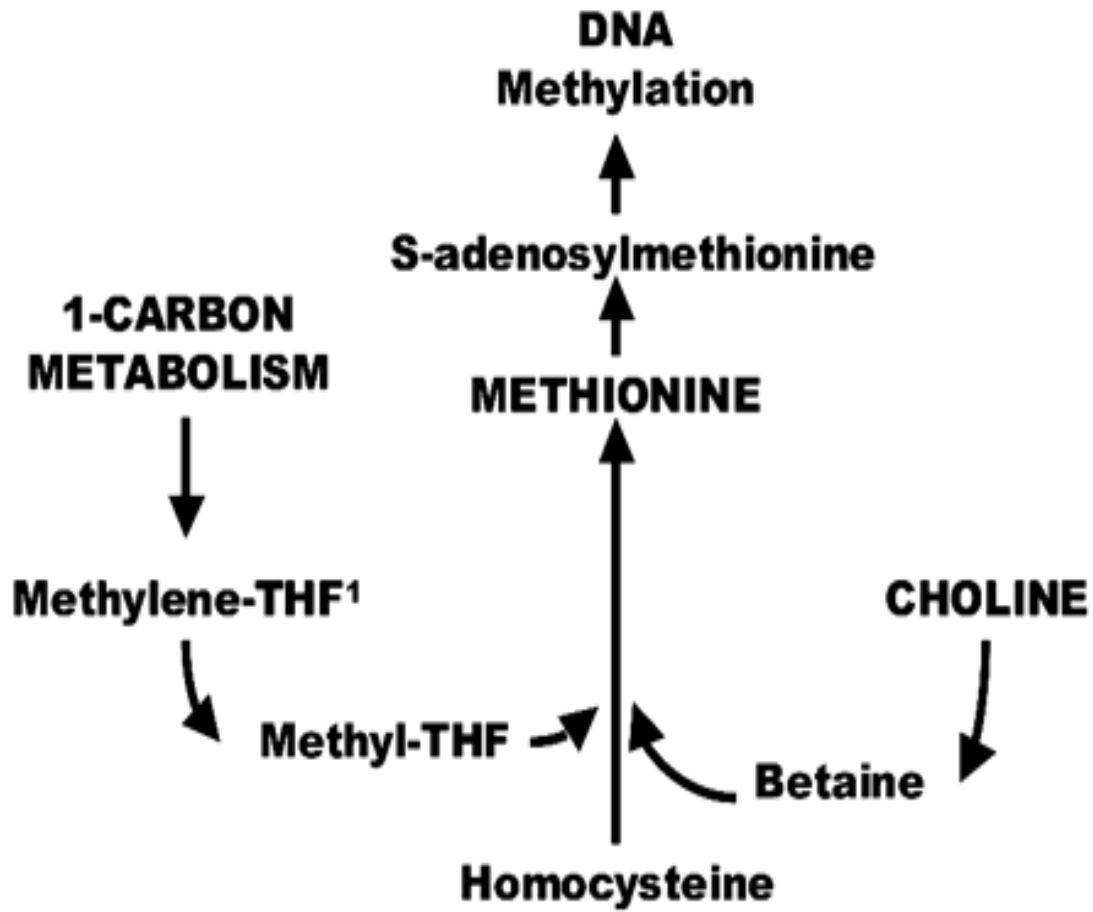 DNA
Methylation
S-adenosylmethionine
1-CARBON
METABOLISM
METHIONINE
Methylene-THF¹
CHOLINE
Methyl-THF
Betaine
Homocysteine